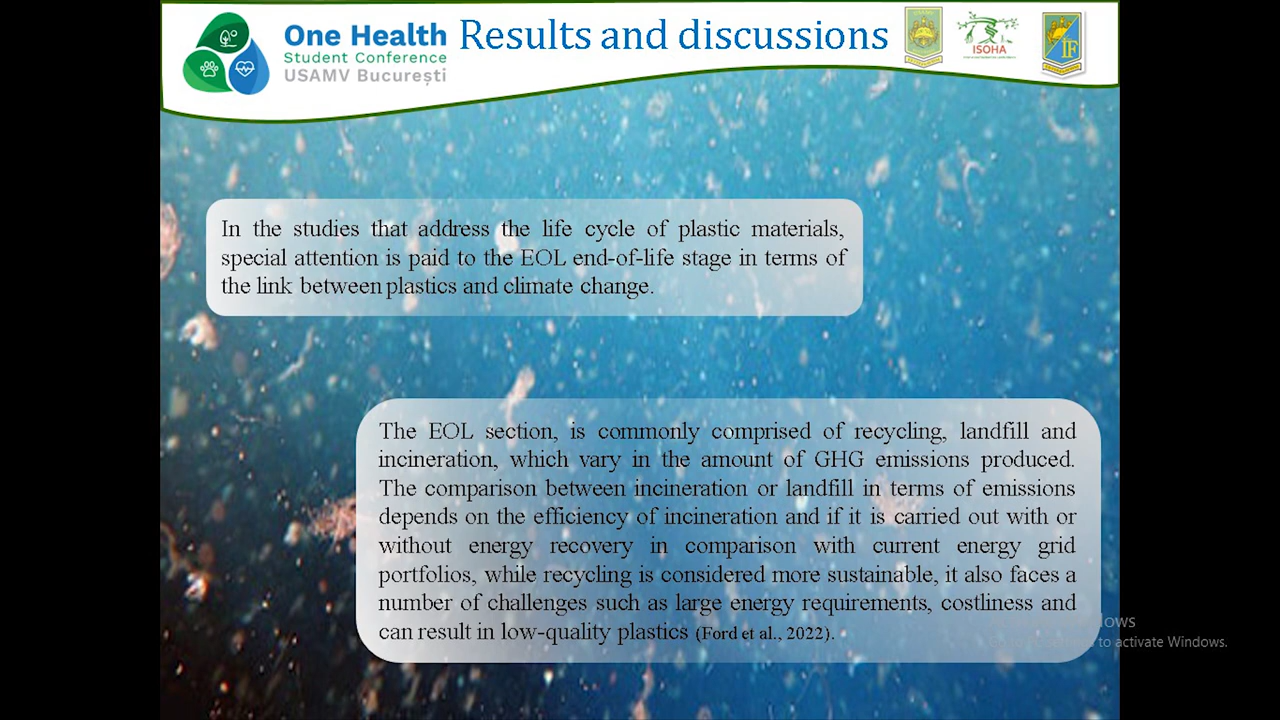 One Health
Student Conference
USAMV București
Results and discussions
ISOHA
IF
In the studies that address the life cycle of plastic materials,
special attention is paid to the EOL end-of-life stage in terms of
the link between plastics and climate change.
The EOL section, is commonly comprised of recycling, landfill and
incineration, which vary in the amount of GHG emissions produced.
The comparison between incineration or landfill in terms of emissions
depends on the efficiency of incineration and if it is carried out with or
without energy recovery in comparison with current energy grid
portfolios, while recycling is considered more sustainable, it also faces a
number of challenges such as large energy requirements, costliness and
can result in low-quality plastics (Ford et al., 2022).
to activate Windows.